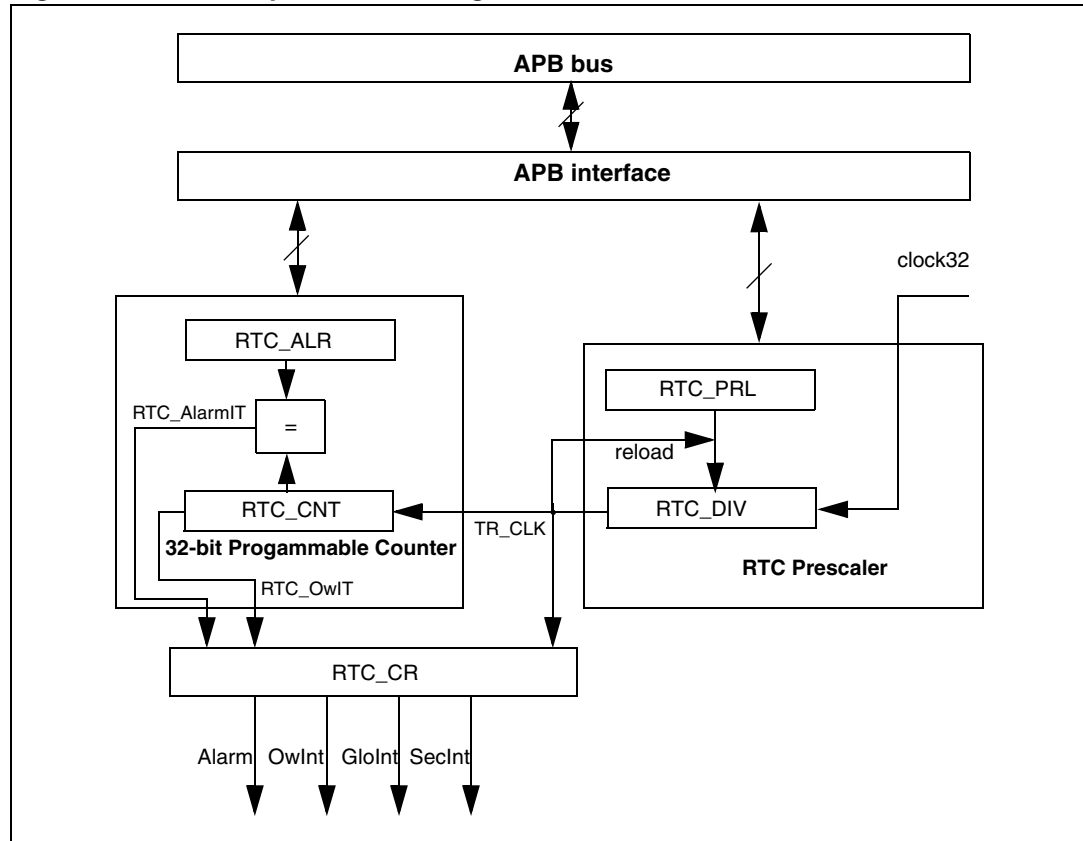 APB bus
APB interface
clock32
RTC_ALR
RTC_PRL
RTC_AlarmIT
=
reload
RTC_CNT
RTC_DIV
TR_CLK
32-bit Progammable Counter
RTC Prescaler
RTC_OwIT
RTC_CR
Alarm OwInt GloInt SecInt